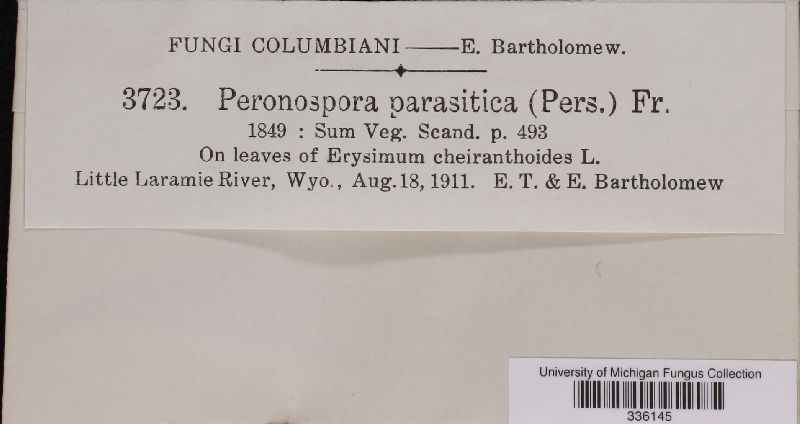 FUNGI COLUMBIANI——E. Bartholomew.
3723. Peronospora parasitica (Pers.) Fr.
1849 : Sum Veg. Scand. p. 493
On leaves of Erysimum cheiranthoides L.
Little Laramie River, Wyo., Aug. 18, 1911. E. T. & E. Bartholomew
University of Michigan Fungus Collection
336145